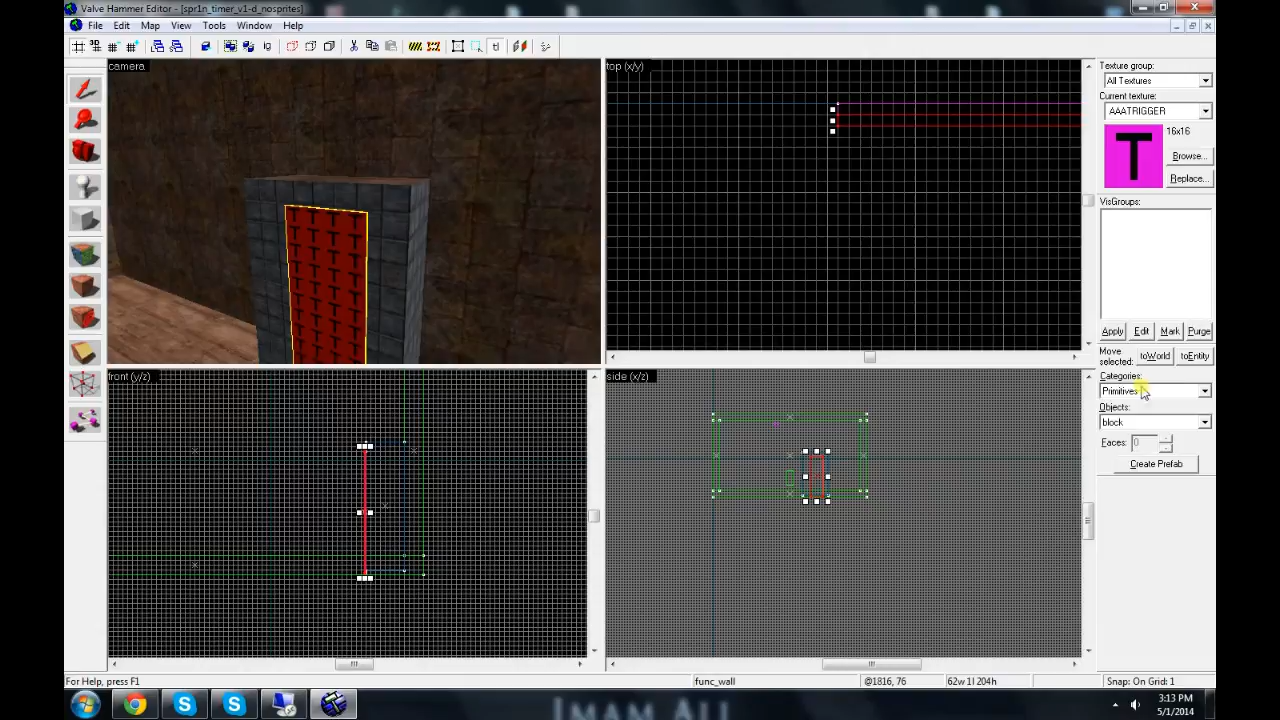 Valve Hammer Editor - [spr1n_timer_v1-d_nosprites]
File Edit Map View Tools Window Help
camera
top (x/y)
Texture group:
All Textures
Current texture:
AAATRIGGER
T
16x16
Browse...
Replace...
VisGroups:
Apply Edit Mark Purge
Move selected:
toWorld toEntity
front (y/z)
side (x/z)
Categories:
Primitives
Objects:
block
Faces: 0
Create Prefab
For Help, press F1
func_wall
@1816, 76
62w 1l 204h
Snap: On Grid: 1
IMAM ALI
3:13 PM
5/1/2014